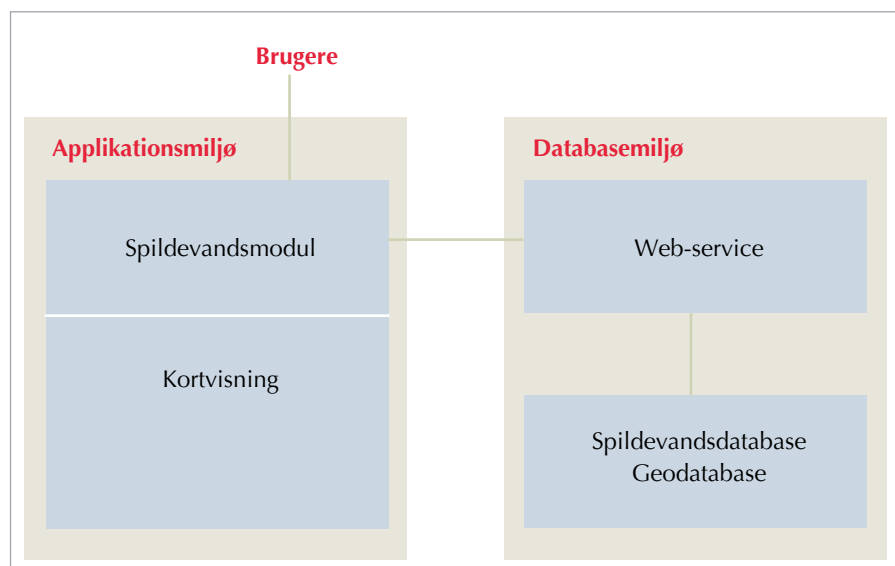 Brugere
Applikationsmiljø
Spildevandsmodul
Kortvisning
Databasemiljø
Web-service
Spildevandsdatabase
Geodatabase